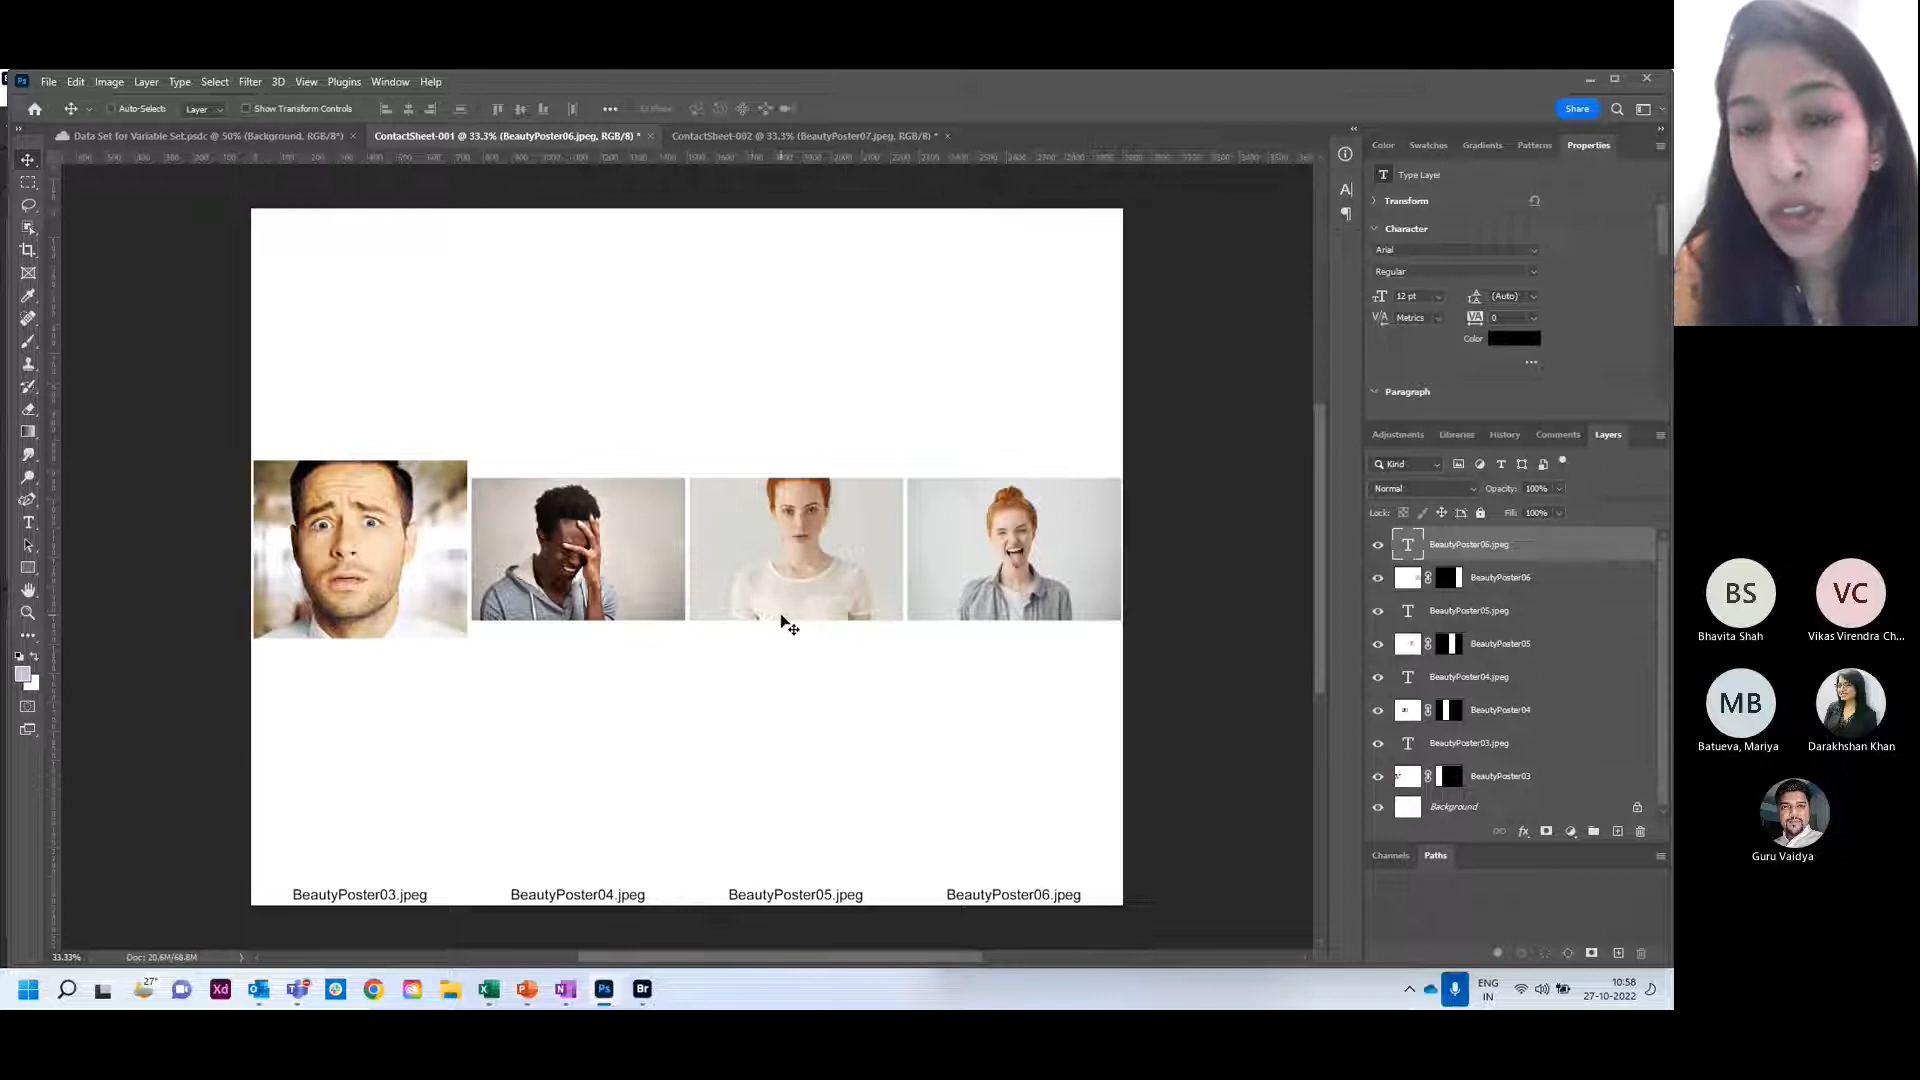 Ps File Edit Image Layer Type Select Filter 3D View Plugins Window Help
Auto-Select: Layer Show Transform Controls ••• Share
Data Set for Variable Set.psdc @ 50% (Background, RGB/8*) × ContactSheet-001 @ 33.3% (BeautyPoster06.jpeg, RGB/8) * × ContactSheet-002 @ 33.3% (BeautyPoster07.jpeg, RGB/8) * ×
Color Swatches Gradients Patterns Properties
T Type Layer
Transform
Character
Arial
Regular
12 pt (Auto)
Metrics 0
Color
Paragraph
Adjustments Libraries History Comments Layers
Kind
Normal Opacity: 100%
Lock: Fill: 100%
BeautyPoster06.jpeg
BeautyPoster06
BeautyPoster05.jpeg
BeautyPoster05
BeautyPoster04.jpeg
BeautyPoster04
BeautyPoster03.jpeg
BeautyPoster03
Background
Channels Paths
BeautyPoster03.jpeg BeautyPoster04.jpeg BeautyPoster05.jpeg BeautyPoster06.jpeg
33.33% Doc: 20.6M/68.8M
27° Xd Ps Br
ENG
IN
10:58
27-10-2022
BS VC
Bhavita Shah Vikas Virendra Ch...
MB
Batueva, Mariya Darakhshan Khan
Guru Vaidya